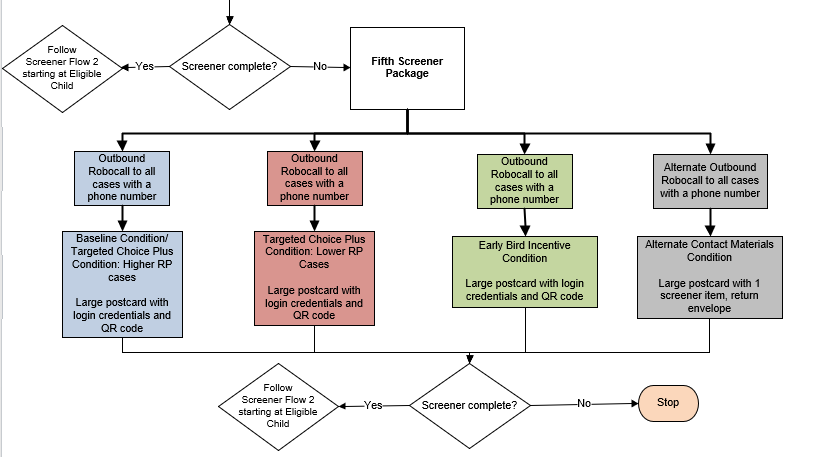 Follow
Screener Flow 2
starting at Eligible
Child
Yes
Screener complete?
No
Fifth Screener
Package
Outbound
Robocall to all
cases with a
phone number
Outbound
Robocall to all
cases with a
phone number
Outbound
Robocall to all
cases with a
phone number
Alternate Outbound
Robocall to all cases
with a phone number
Baseline Condition/
Targeted Choice Plus
Condition: Higher RP
cases
Large postcard with
login credentials and
QR code
Targeted Choice Plus
Condition: Lower RP
Cases
Large postcard with
login credentials and
QR code
Early Bird Incentive
Condition
Large postcard with login
credentials and QR code
Alternate Contact Materials
Condition
Large postcard with 1
screener item, return
envelope
Follow
Screener Flow 2
starting at Eligible
Child
Yes
Screener complete?
No
Stop